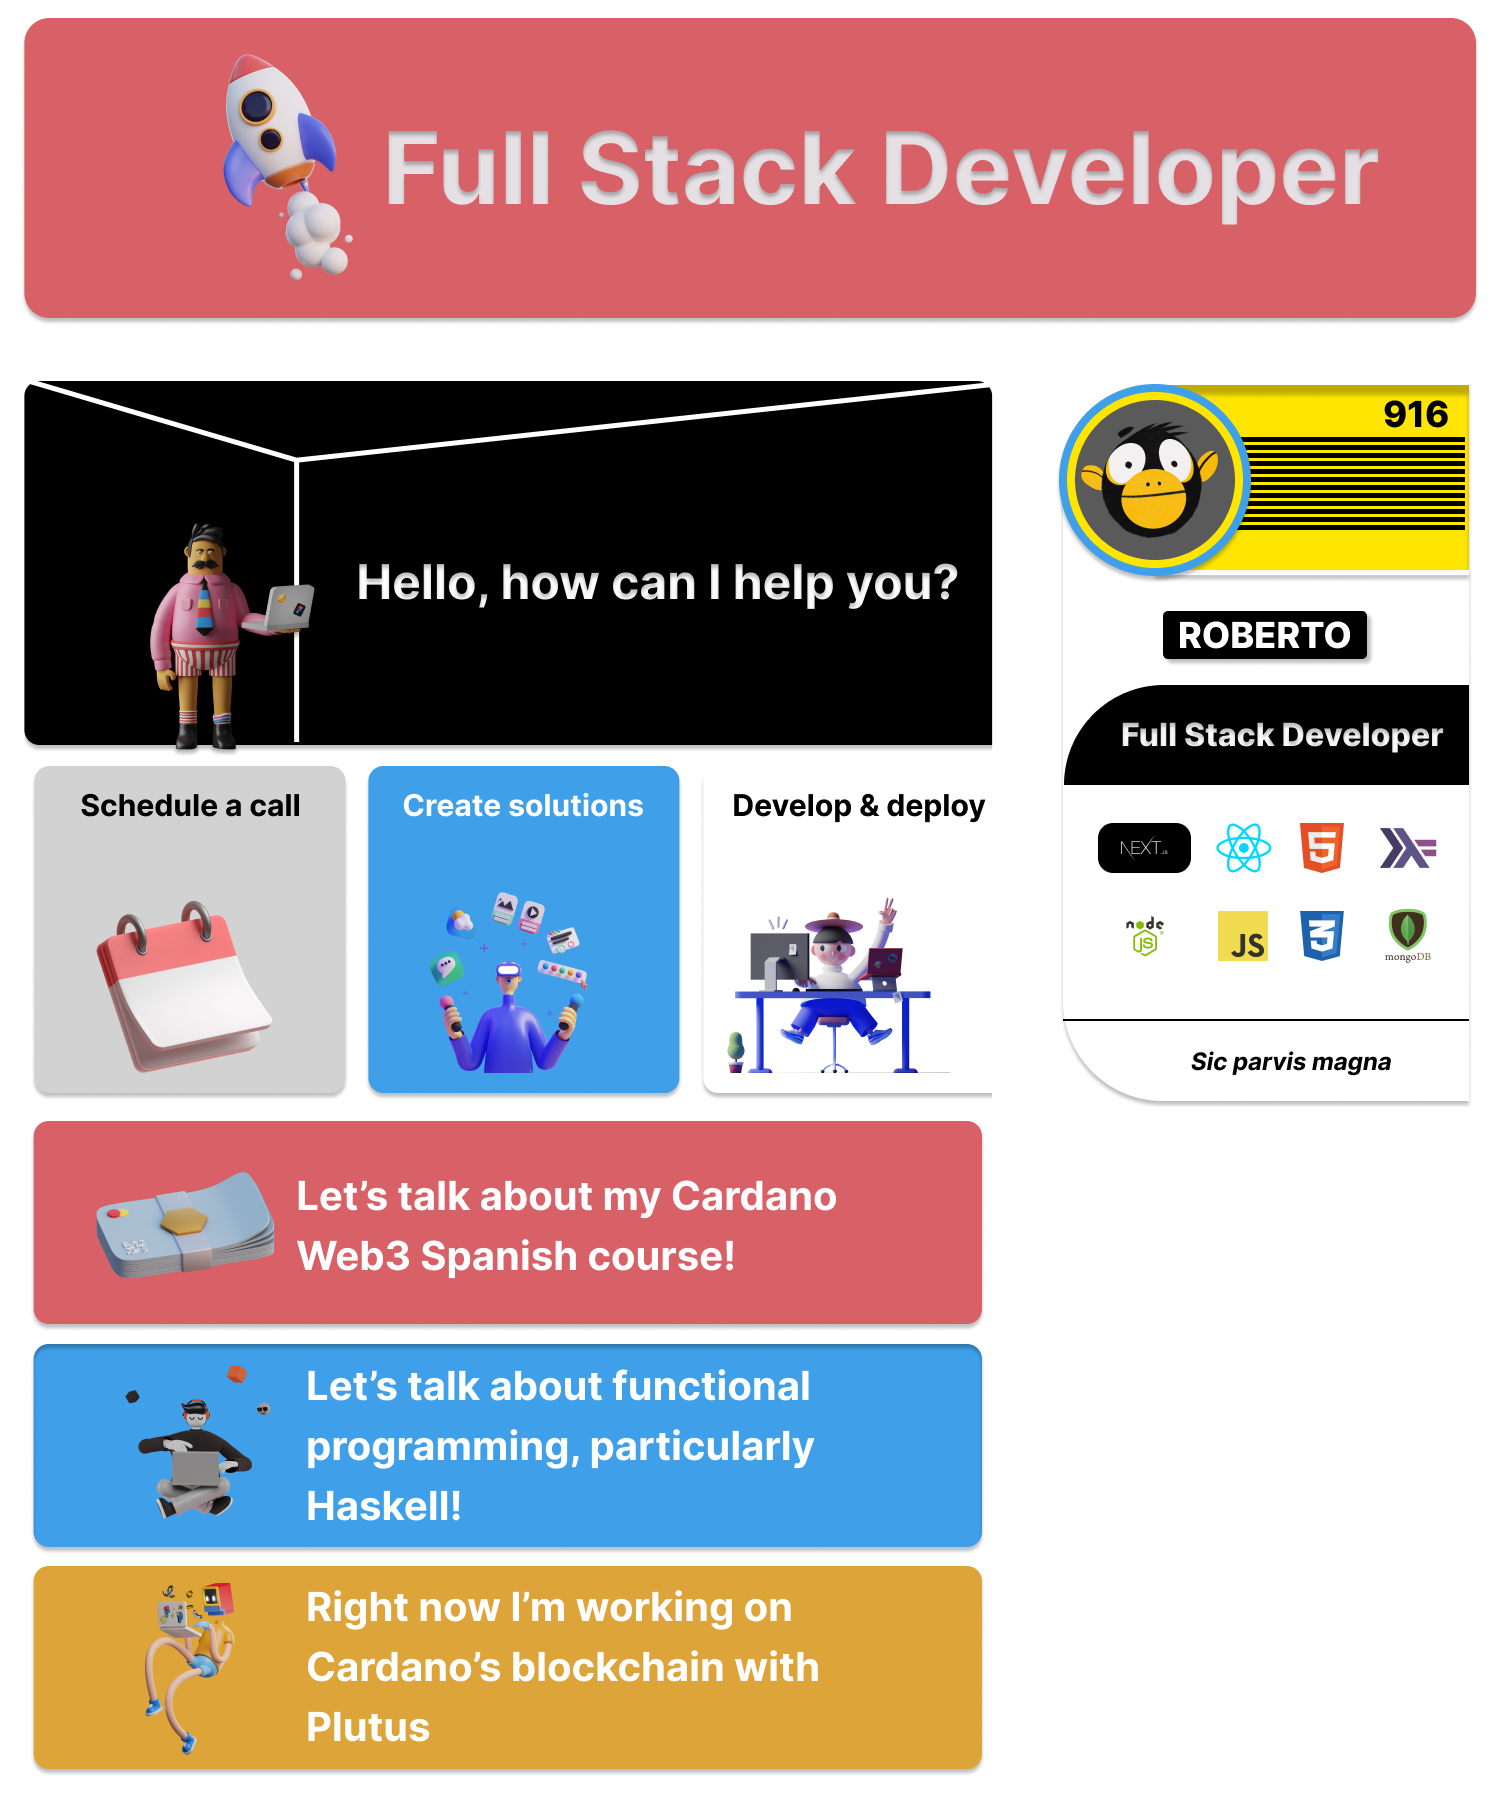 Full Stack Developer
Hello, how can I help you?
Schedule a call
Create solutions
Develop & deploy
Let’s talk about my Cardano
Web3 Spanish course!
Let’s talk about functional
programming, particularly
Haskell!
Right now I’m working on
Cardano’s blockchain with
Plutus
916
ROBERTO
Full Stack Developer
NEXT.JS
5
node
JS
JS
3
mongoDB
Sic parvis magna